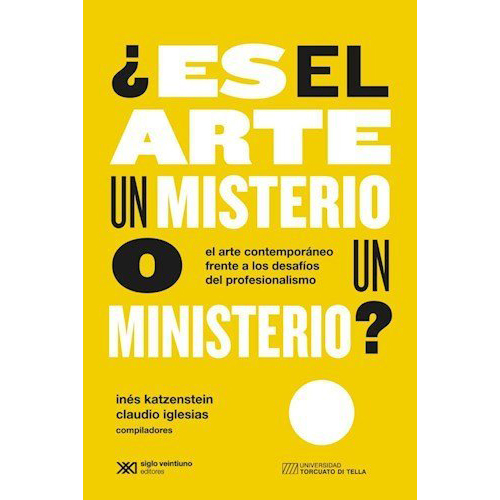 ¿ES EL
ARTE
UN MISTERIO
O
el arte contemporáneo
frente a los desafíos
del profesionalismo
UN
MINISTERIO?
inés katzenstein
claudio iglesias
compiladores
siglo veintiuno
editores
UNIVERSIDAD
TORCUATO DI TELLA